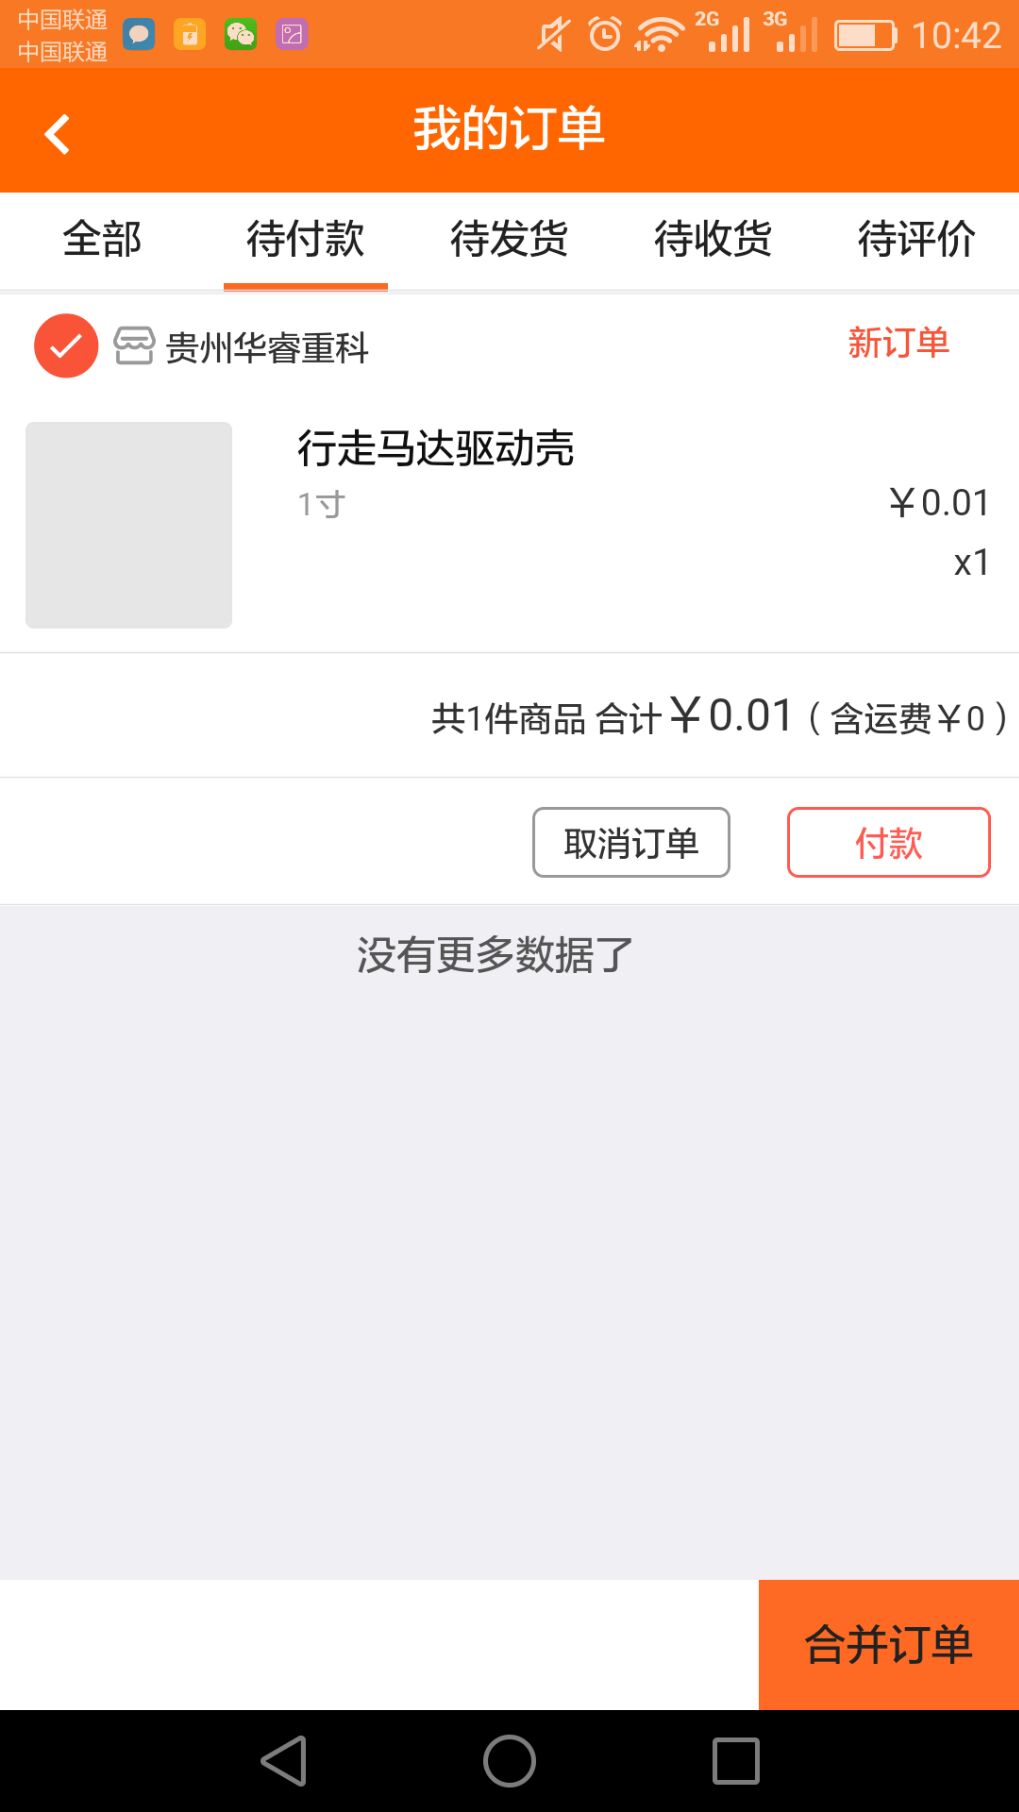 中国联通
中国联通
2G 3G 10:42
我的订单
全部 待付款 待发货 待收货 待评价
贵州华睿重科 新订单
行走马达驱动壳
1寸 ￥0.01
x1
共1件商品 合计￥0.01（含运费￥0）
取消订单 付款
没有更多数据了
合并订单